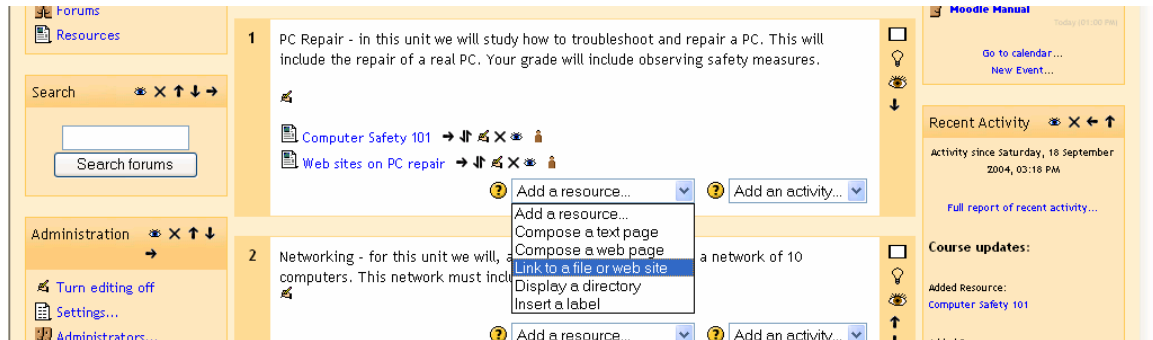 Forums
Resources
Search
Search forums
Administration
Turn editing off
Settings...
Administrators...
1
PC Repair - in this unit we will study how to troubleshoot and repair a PC. This will
include the repair of a real PC. Your grade will include observing safety measures.
Computer Safety 101
Web sites on PC repair
Add a resource...
Add an activity...
Add a resource...
Compose a text page
Compose a web page
Link to a file or web site
Display a directory
Insert a label
2
Networking - for this unit we will, a
a network of 10
computers. This network must incl
Add a resource...
Add an activity...
Moodle Manual
Today (01:00 PM)
Go to calendar...
New Event...
Recent Activity
Activity since Saturday, 18 September
2004, 03:18 PM
Full report of recent activity...
Course updates:
Added Resource:
Computer Safety 101